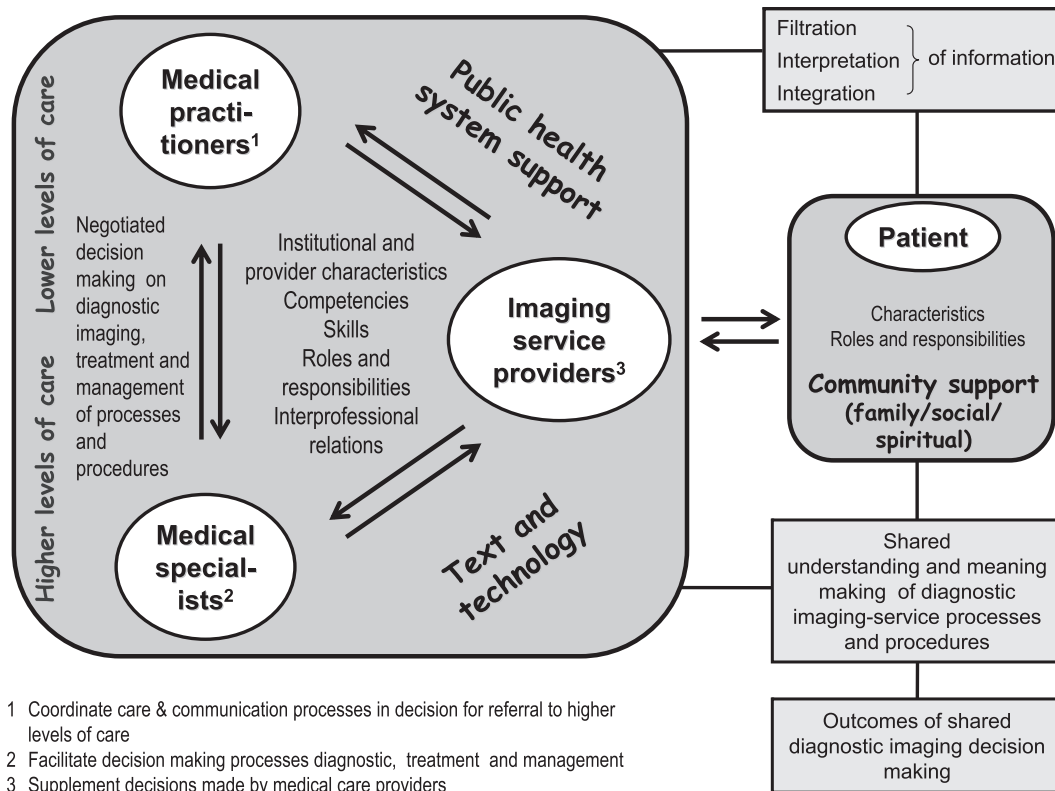 Filtration
Interpretation
Integration
of information
Lower levels of care
Higher levels of care
Medical
practi-
tioners1
Public health
system support
Negotiated
decision
making on
diagnostic
imaging,
treatment and
management
of processes
and
procedures
Institutional and
provider characteristics
Competencies
Skills
Roles and
responsibilities
Interprofessional
relations
Imaging
service
providers3
Medical
special-
ists2
Text and
technology
Patient
Characteristics
Roles and responsibilities
Community support
(family/social/
spiritual)
Shared
understanding and meaning
making of diagnostic
imaging-service processes
and procedures
Outcomes of shared
diagnostic imaging decision
making
1 Coordinate care & communication processes in decision for referral to higher
levels of care
2 Facilitate decision making processes diagnostic, treatment and management
3 Supplement decisions made by medical care providers